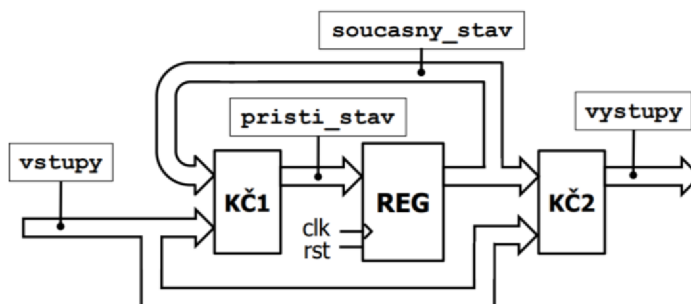 soucasny_stav
pristi_stav
vystupy
vstupy
KČ1
REG
KČ2
clk
rst